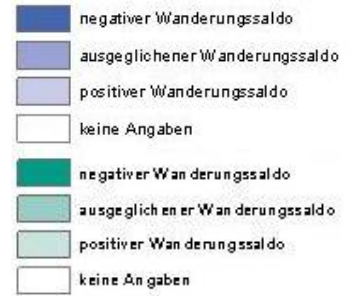 negativer Wanderungssaldo
ausgeglichener Wanderungssaldo
positiver Wanderungssaldo
keine Angaben
negativer Wanderungssaldo
ausgeglichener Wanderungssaldo
positiver Wanderungssaldo
keine Angaben